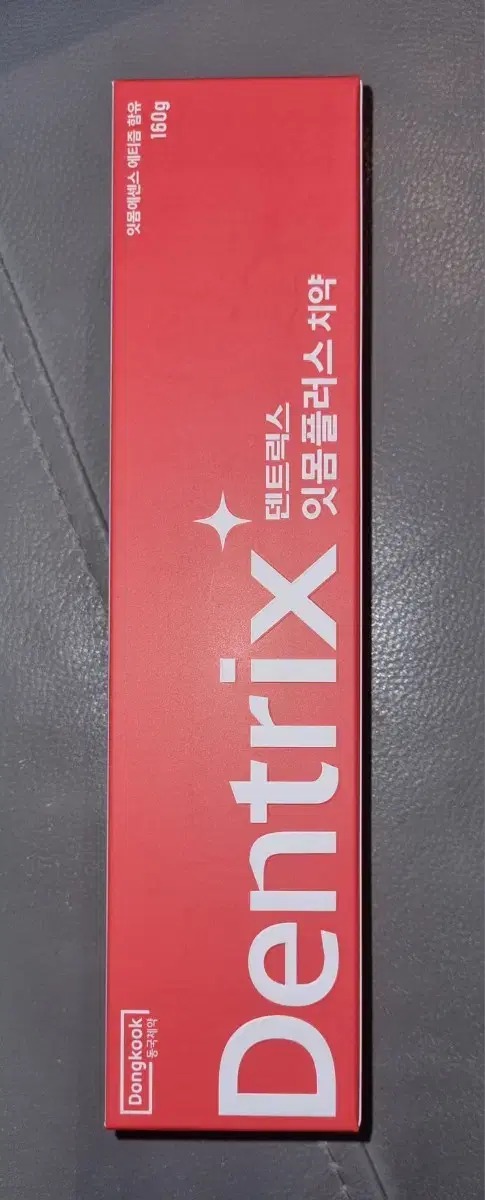 Dongkook
동국제약
잇몸에센스 에티즘 함유
160g
덴트릭스
잇몸플러스 치약
Dentrix